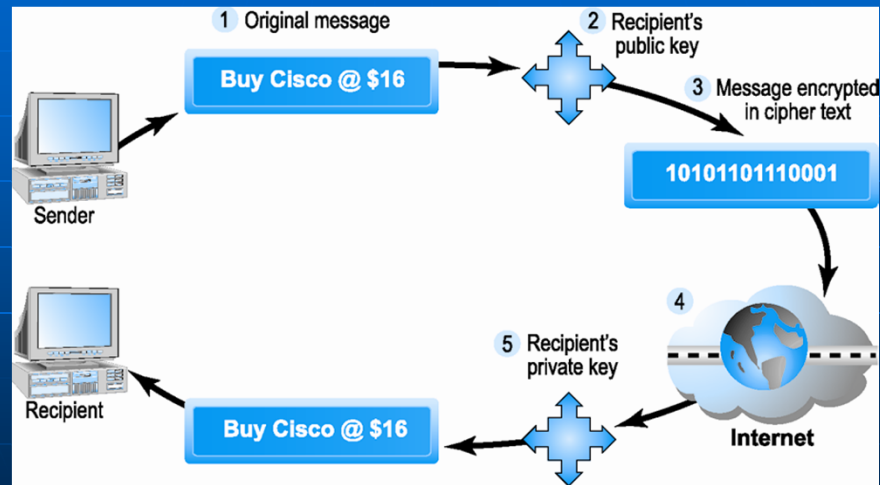 1 Original message
Buy Cisco @ $16
2 Recipient's
public key
3 Message encrypted
in cipher text
10101101110001
Sender
4
Internet
5 Recipient's
private key
Buy Cisco @ $16
Recipient